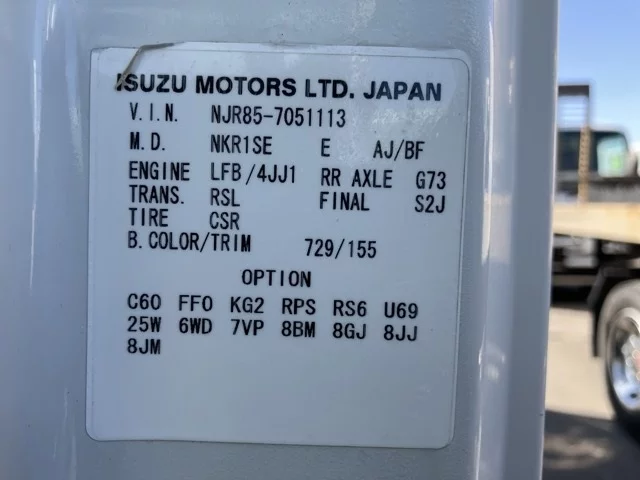 ISUZU MOTORS LTD. JAPAN
V.I.N. NJR85-7051113
M.D. NKR1SE E AJ/BF
ENGINE LFB/4JJ1 RR AXLE G73
TRANS. RSL FINAL S2J
TIRE CSR
B.COLOR/TRIM 729/155
OPTION
C60 FF0 KG2 RPS RS6 U69
25W 6WD 7VP 8BM 8GJ 8JJ
8JM